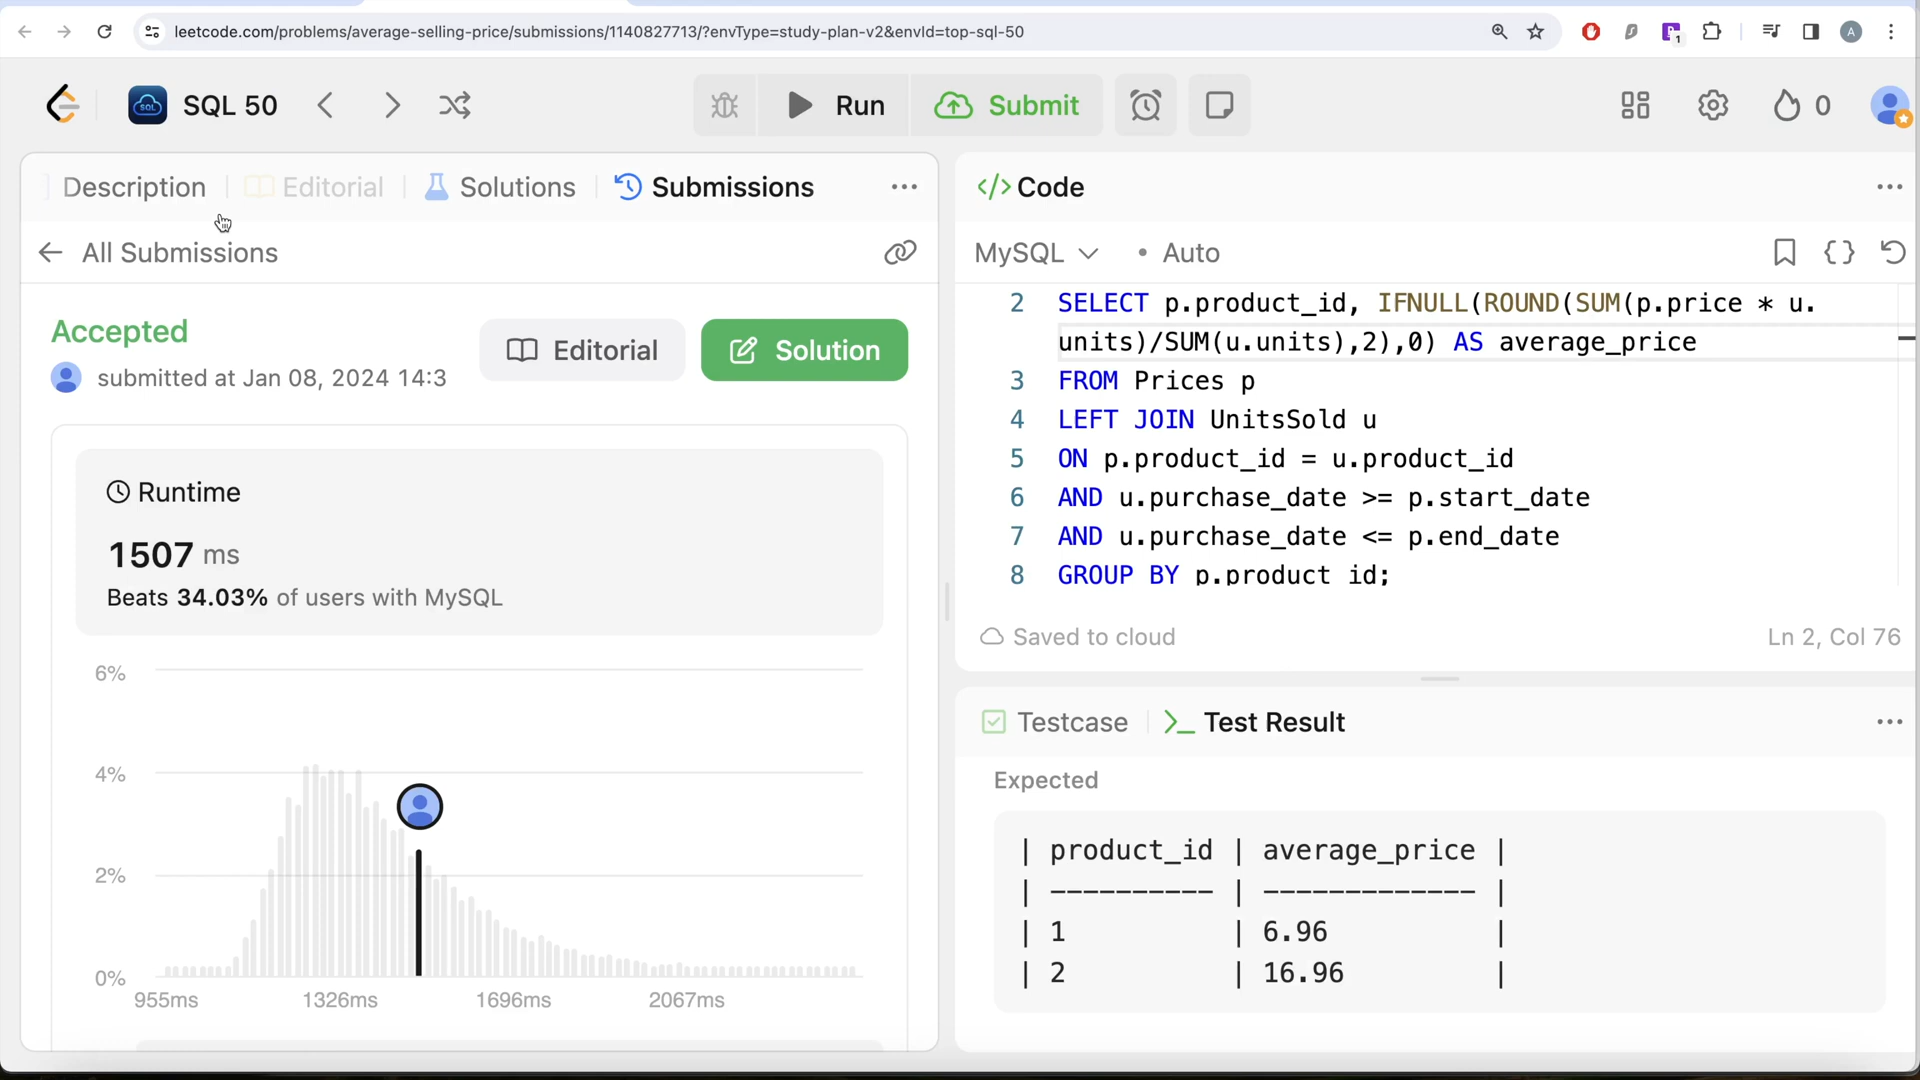 leetcode.com/problems/average-selling-price/submissions/1140827713/?envType=study-plan-v2&envId=top-sql-50
1
A
SQL
SQL 50
Run
Submit
0
Description
Editorial
Solutions
Submissions
All Submissions
Accepted
submitted at Jan 08, 2024 14:3
Editorial
Solution
Runtime
1507 ms
Beats 34.03% of users with MySQL
6%
4%
2%
0%
955ms
1326ms
1696ms
2067ms
</> Code
MySQL
• Auto
{}
2 SELECT p.product_id, IFNULL(ROUND(SUM(p.price * u.
units)/SUM(u.units),2),0) AS average_price
3 FROM Prices p
4 LEFT JOIN UnitsSold u
5 ON p.product_id = u.product_id
6 AND u.purchase_date >= p.start_date
7 AND u.purchase_date <= p.end_date
8 GROUP BY p.product_id;
Saved to cloud
Ln 2, Col 76
Testcase
>_ Test Result
Expected
| product_id | average_price |
| ---------- | ------------- |
| 1 | 6.96 |
| 2 | 16.96 |